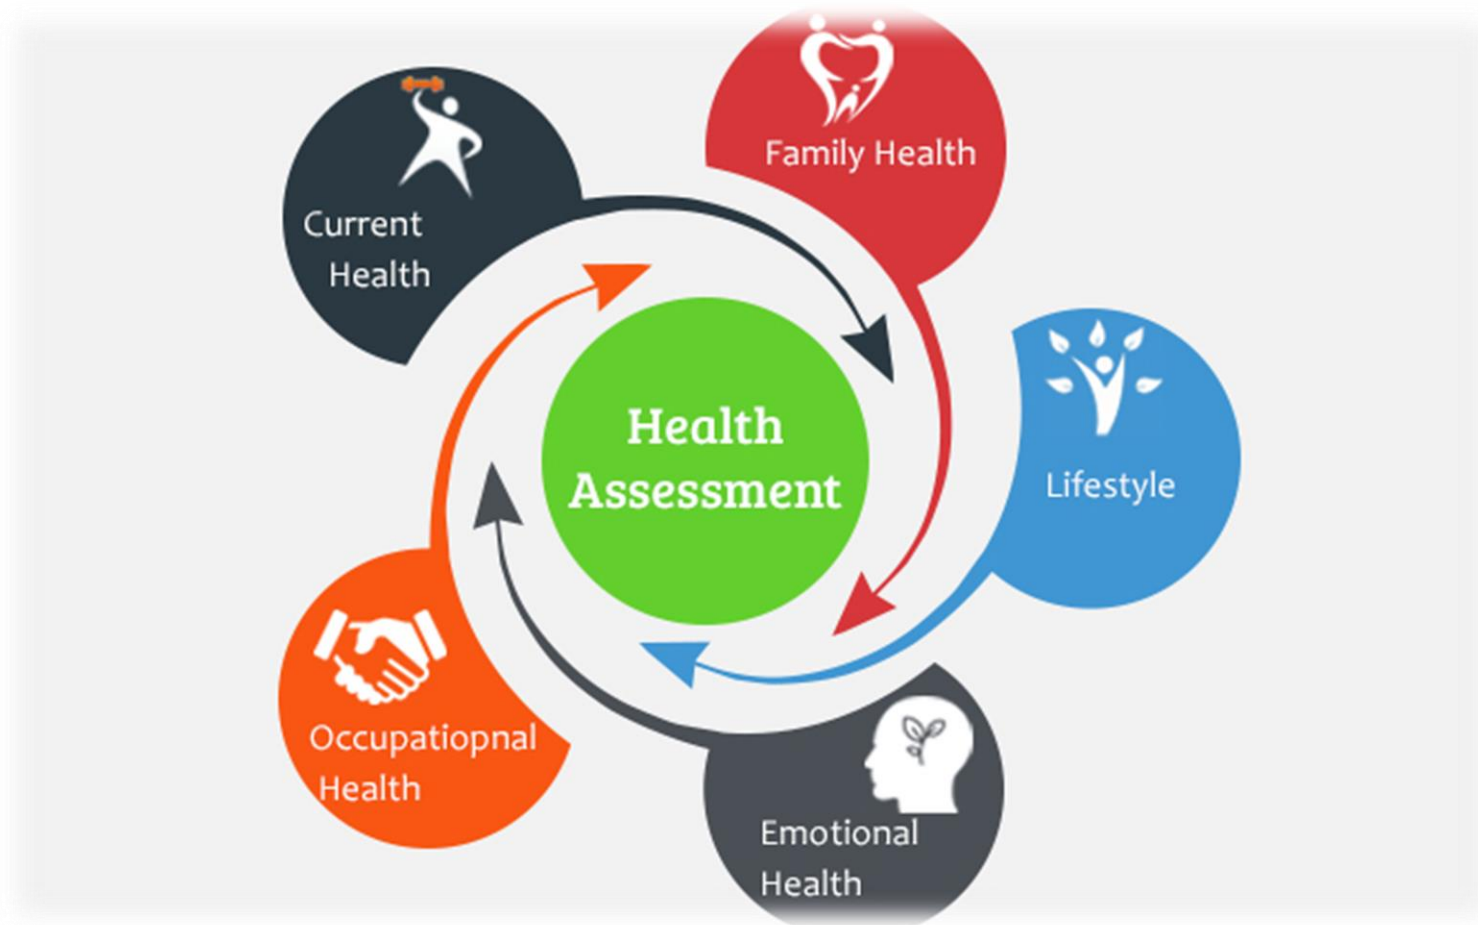 Family Health
Current
Health
Health
Assessment
Lifestyle
Occupatiopnal
Health
Emotional
Health